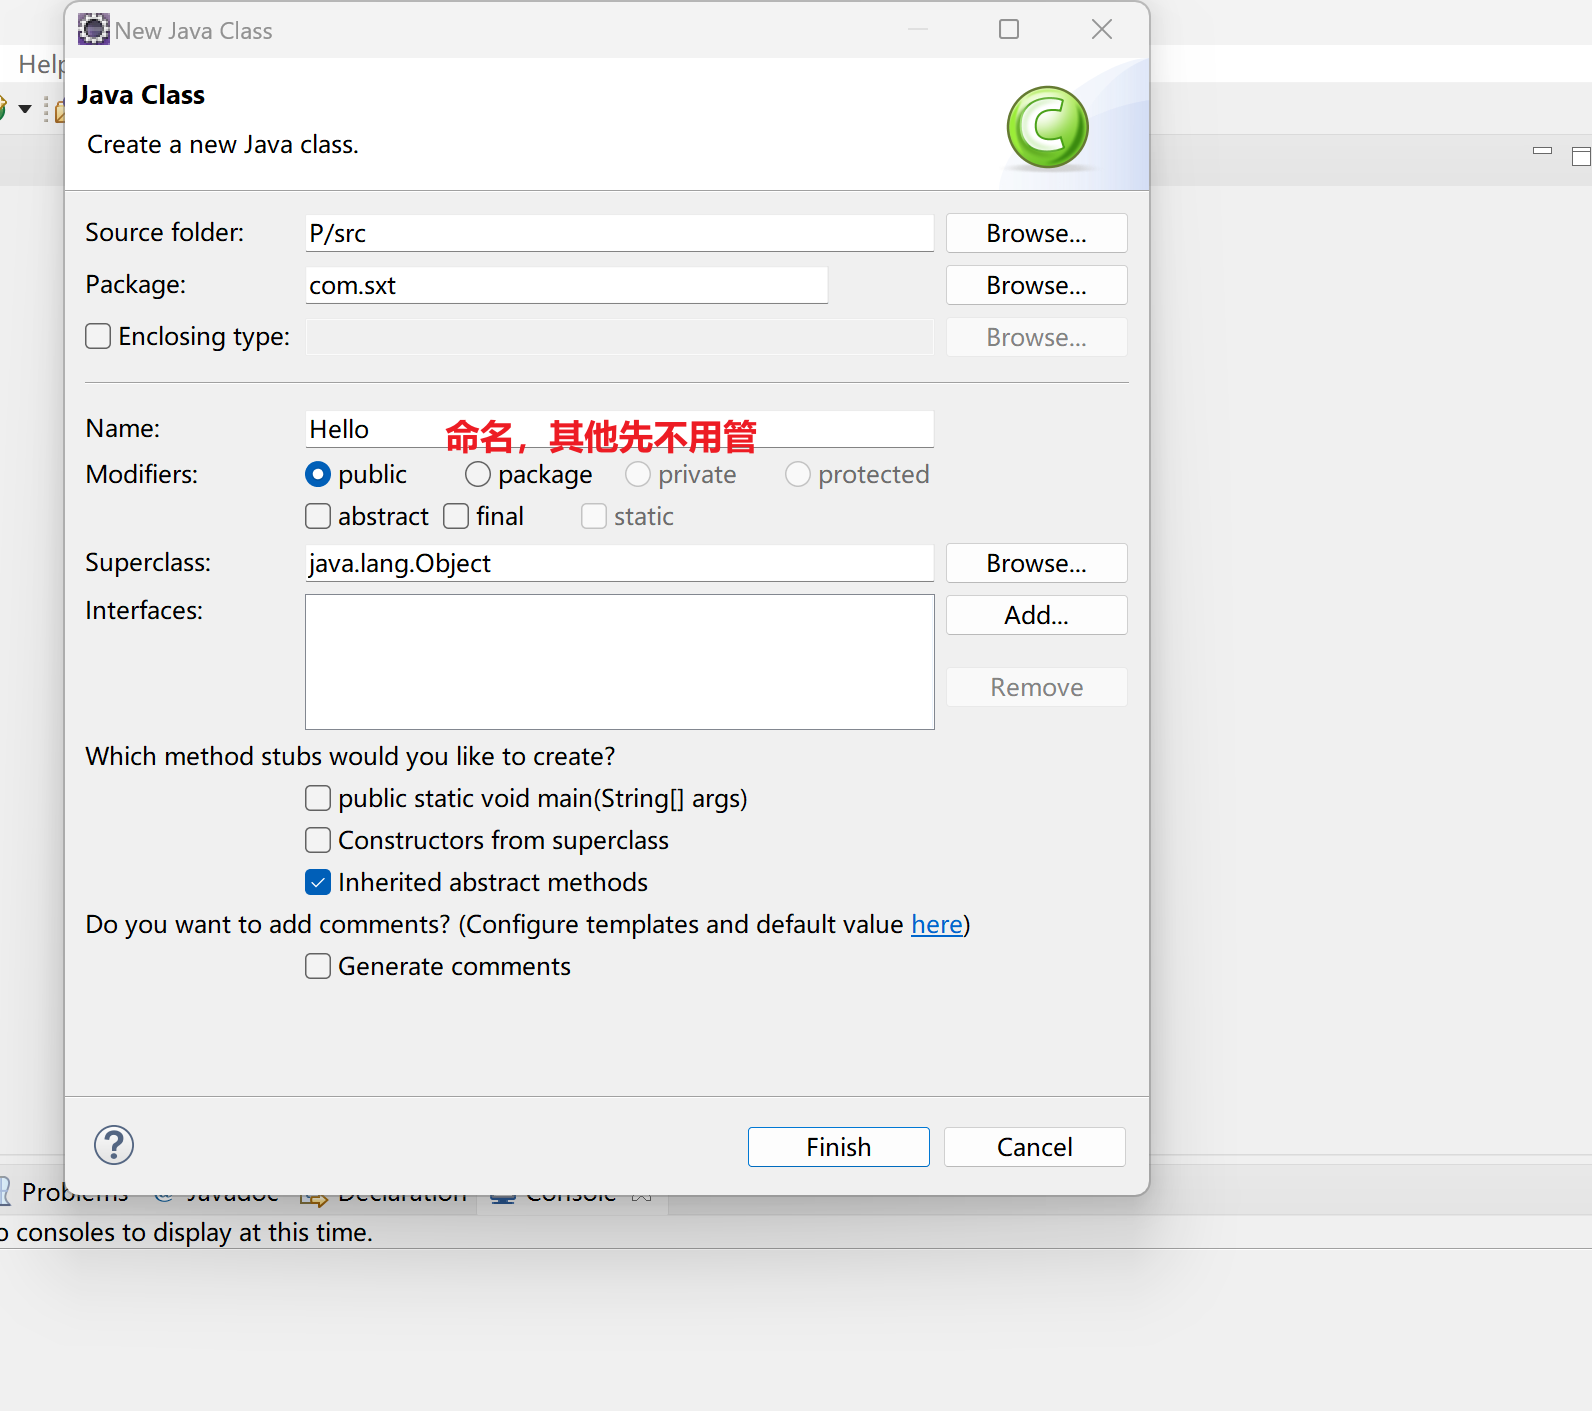 New Java Class
Help
Java Class
Create a new Java class.
Source folder: P/src Browse...
Package: com.sxt Browse...
Enclosing type: Browse...
Name: Hello 命名，其他先不用管
Modifiers: public package private protected
abstract final static
Superclass: java.lang.Object Browse...
Interfaces: Add...
Remove
Which method stubs would you like to create?
public static void main(String[] args)
Constructors from superclass
Inherited abstract methods
Do you want to add comments? (Configure templates and default value here)
Generate comments
Finish Cancel
Problems @ Javadoc Declaration Console
o consoles to display at this time.